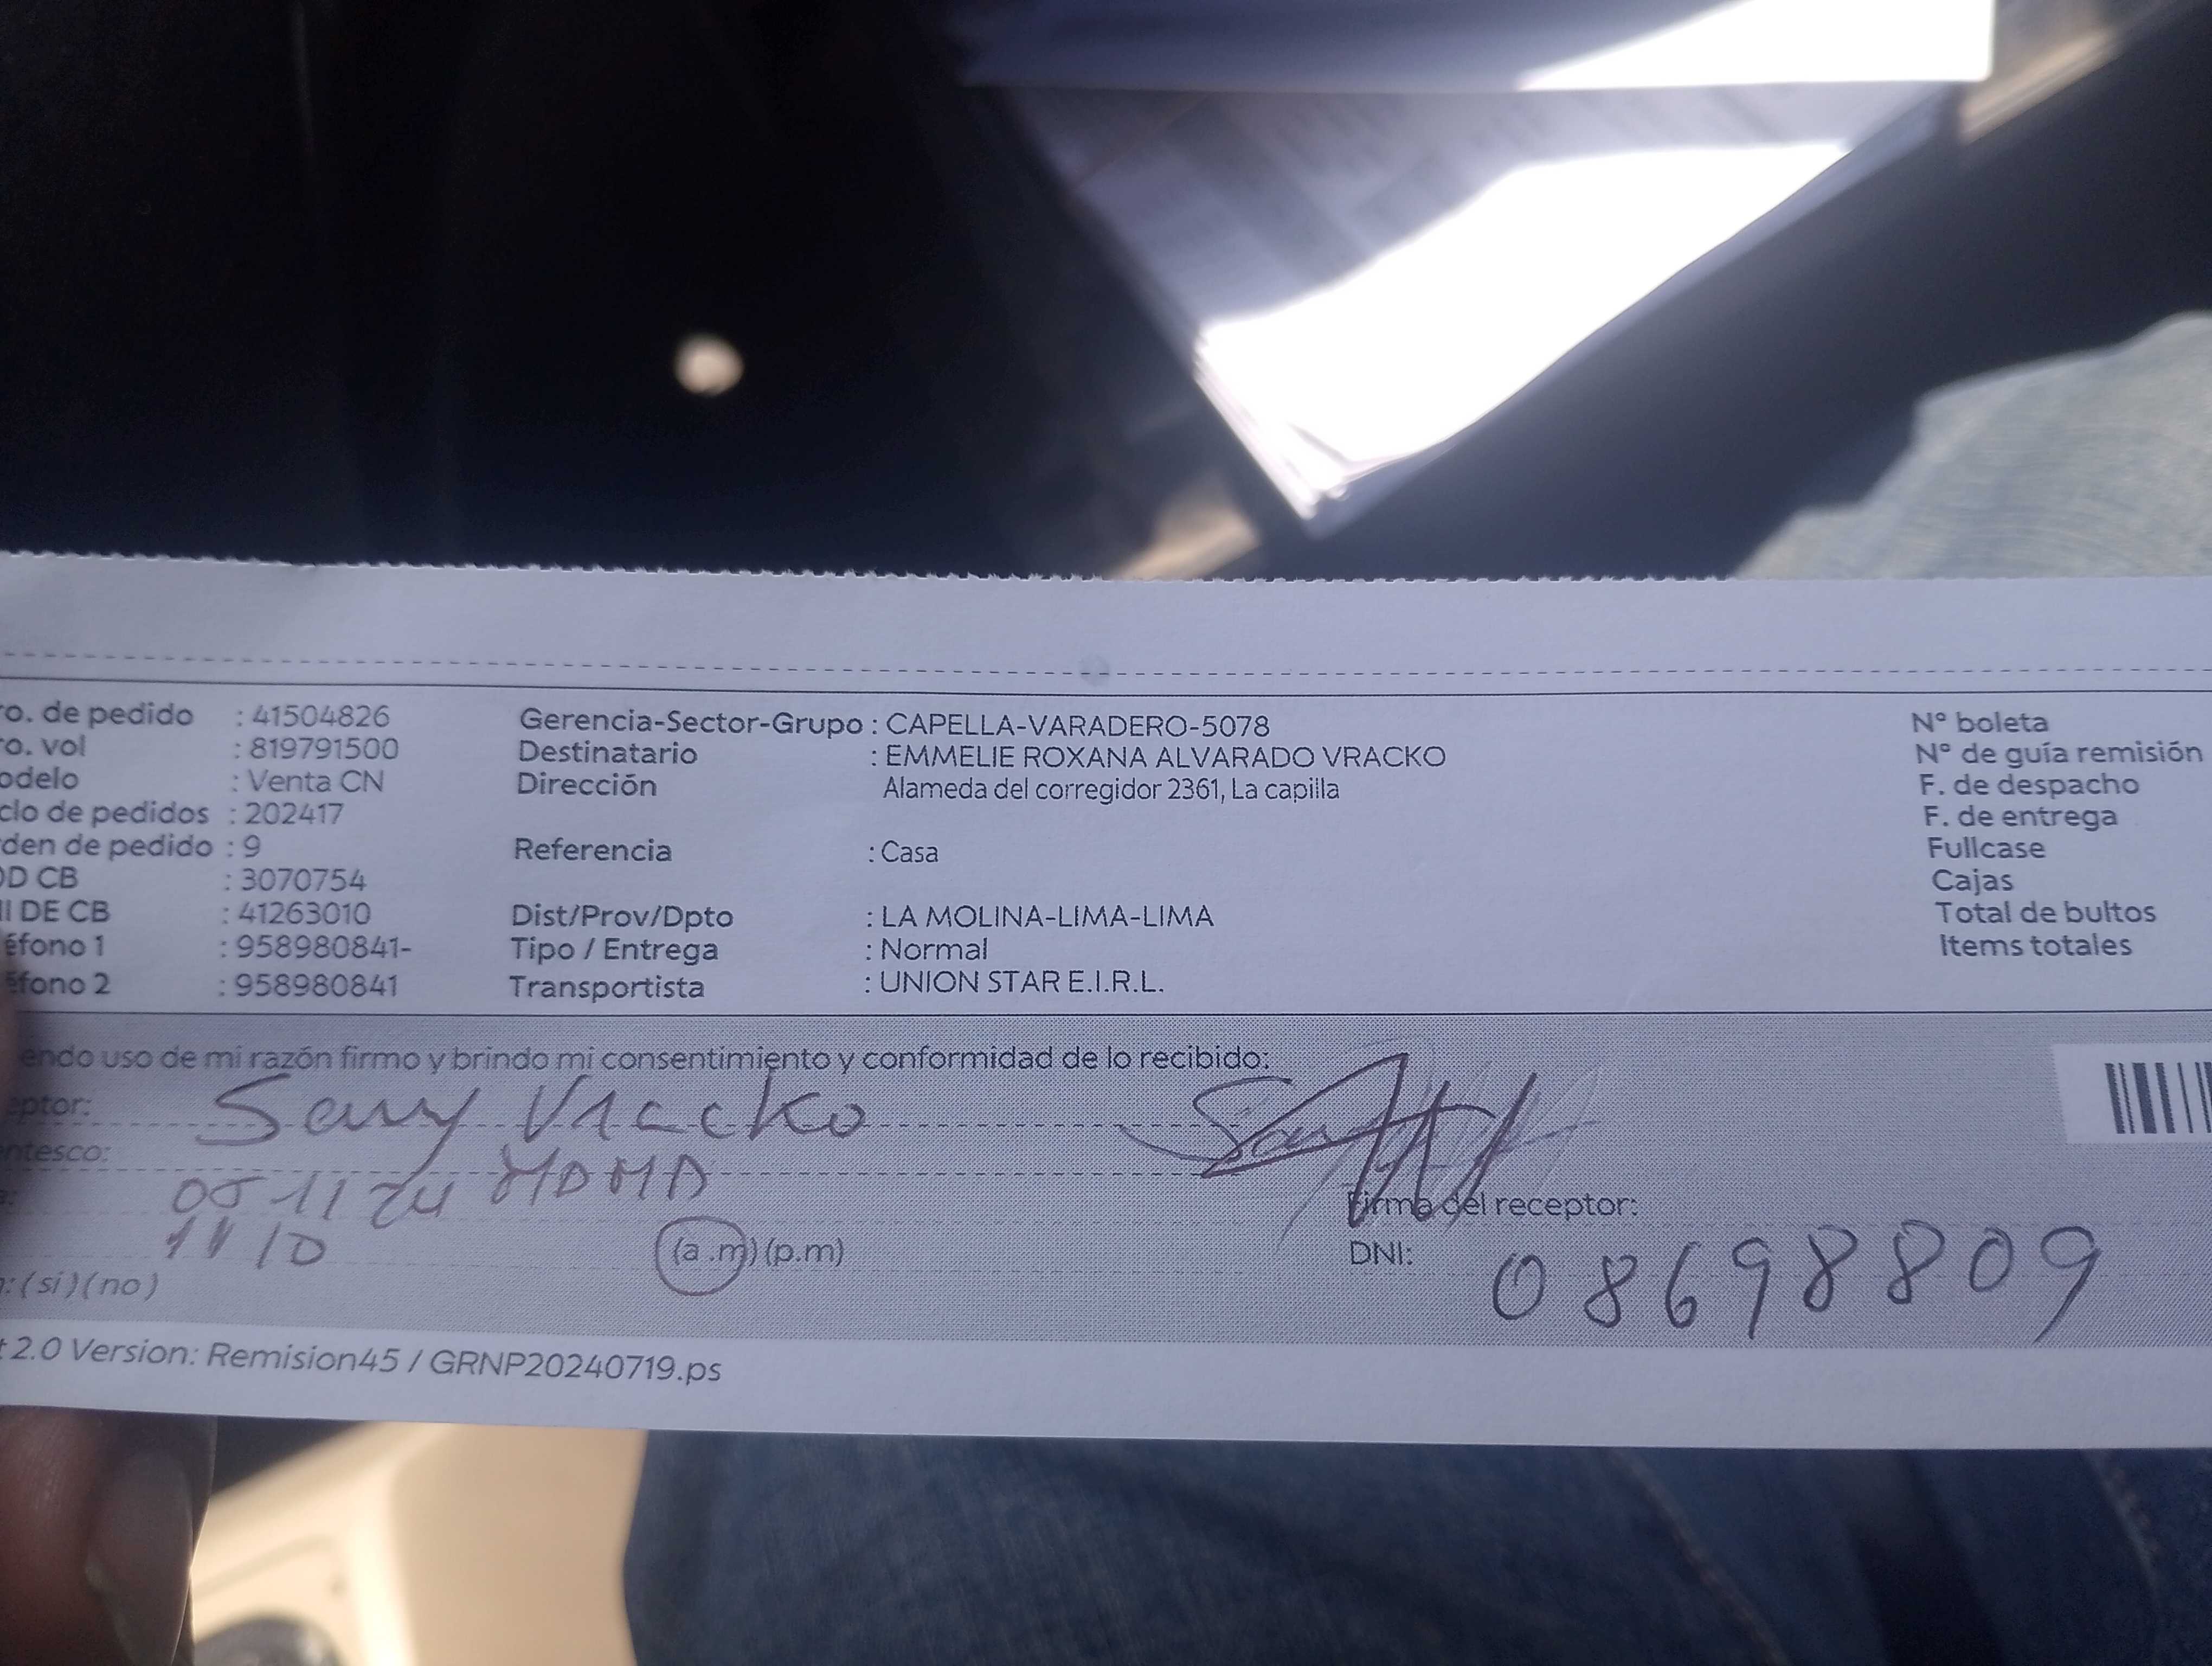 ro. de pedido : 41504826 Gerencia-Sector-Grupo : CAPELLA-VARADERO-5078 N° boleta
ro. vol : 819791500 Destinatario : EMMELIE ROXANA ALVARADO VRACKO N° de guía remisión
odelo : Venta CN Dirección Alameda del corregidor 2361, La capilla F. de despacho
clo de pedidos : 202417 F. de entrega
den de pedido : 9 Referencia : Casa Fullcase
OD CB : 3070754 Cajas
II DE CB : 41263010 Dist/Prov/Dpto : LA MOLINA-LIMA-LIMA Total de bultos
éfono 1 : 958980841- Tipo / Entrega : Normal Items totales
éfono 2 : 958980841 Transportista : UNION STAR E.I.R.L.
endo uso de mi razón firmo y brindo mi consentimiento y conformidad de lo recibido:
eptor: Vracko
ntesco: MAMA
05 11 24
11 10 (a.m) (p.m)
Firma del receptor:
DNI: 08698809
n: (si) (no)
t 2.0 Version: Remision45 / GRNP20240719.ps